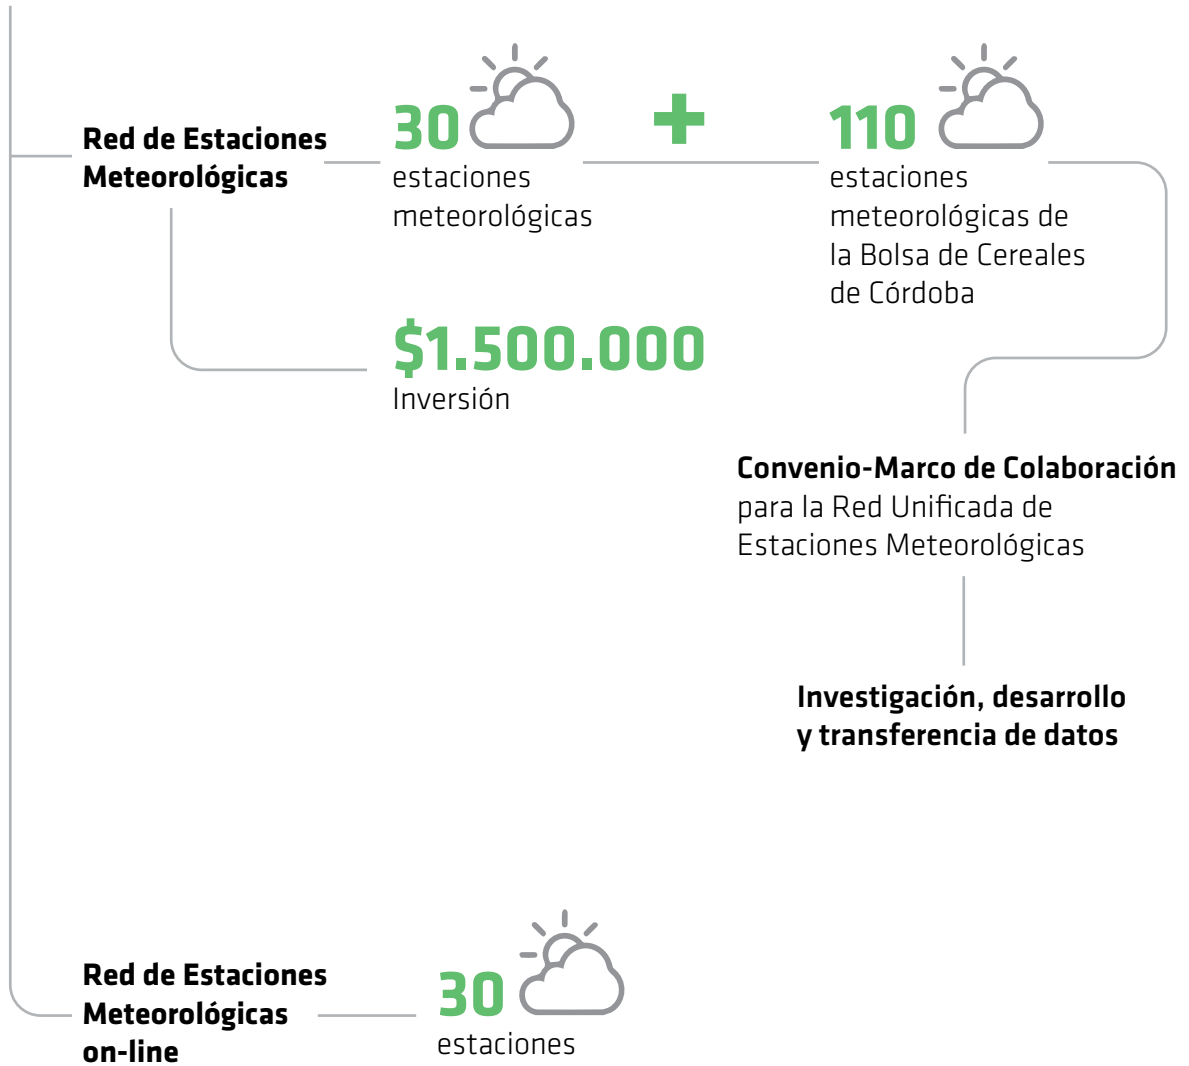 Red de Estaciones
Meteorológicas
30
estaciones
meteorológicas
+
110
estaciones
meteorológicas de
la Bolsa de Cereales
de Córdoba
$1.500.000
Inversión
Convenio-Marco de Colaboración
para la Red Unificada de
Estaciones Meteorológicas
Investigación, desarrollo
y transferencia de datos
Red de Estaciones
Meteorológicas
on-line
30
estaciones